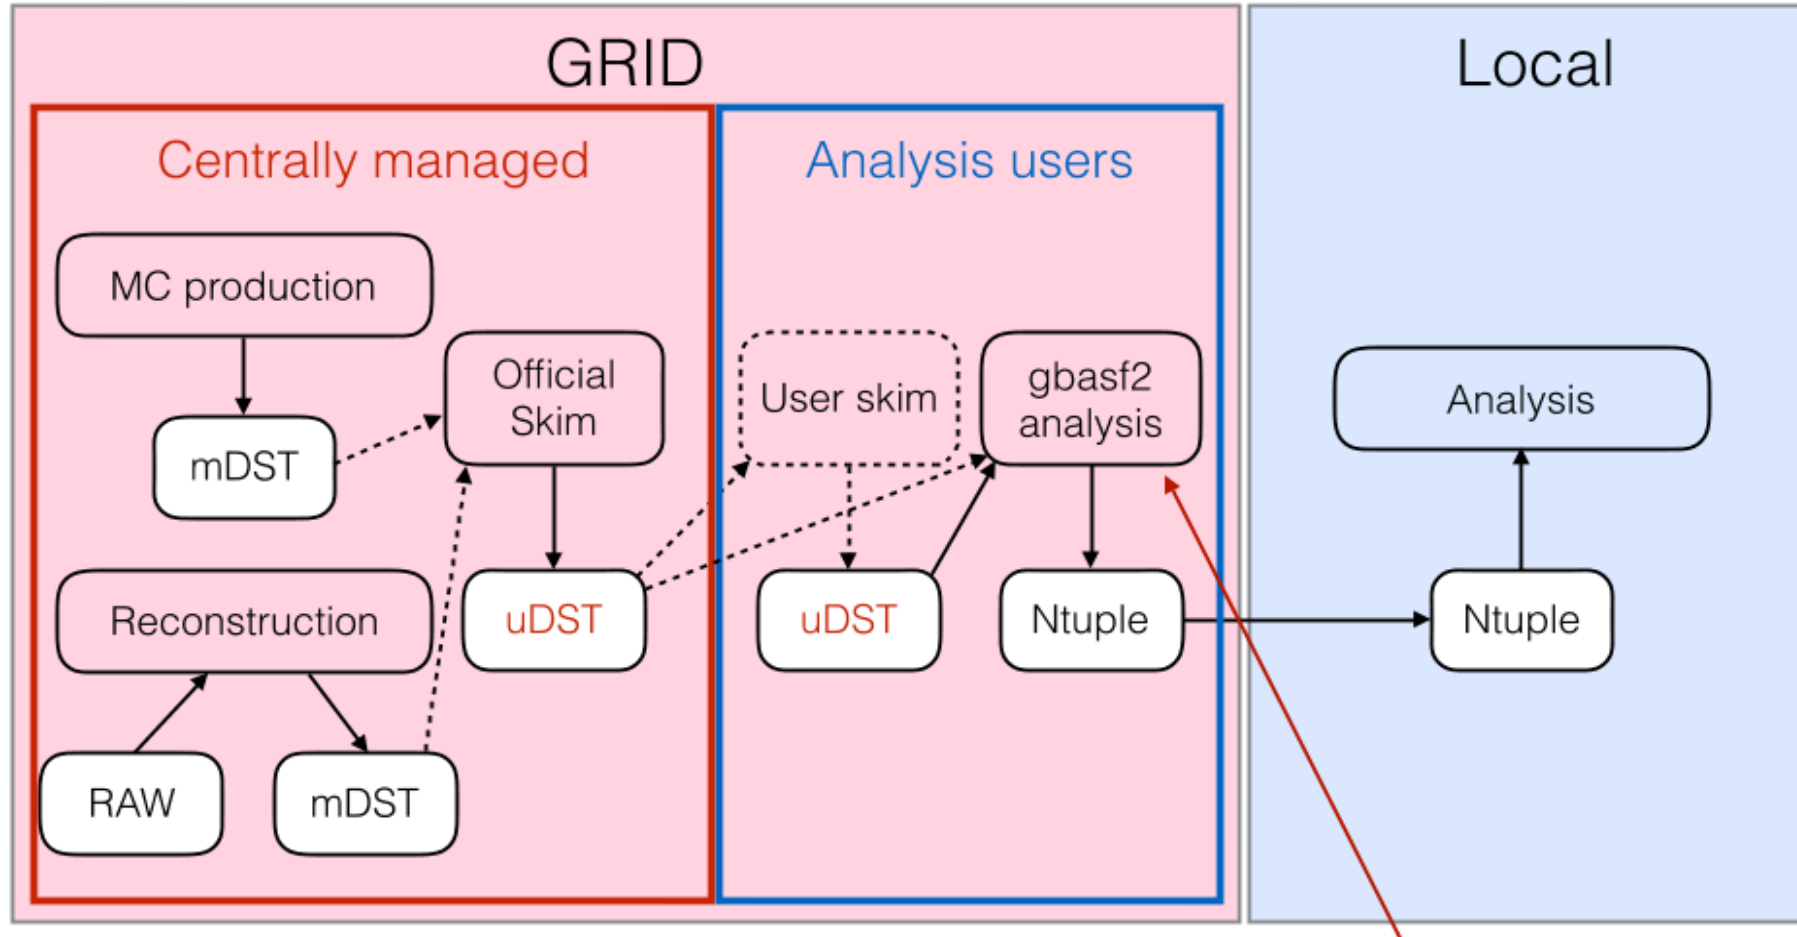 GRID
Local
Centrally managed
Analysis users
MC production
Official
Skim
User skim
gbasf2
analysis
Analysis
mDST
Reconstruction
uDST
uDST
Ntuple
Ntuple
RAW
mDST